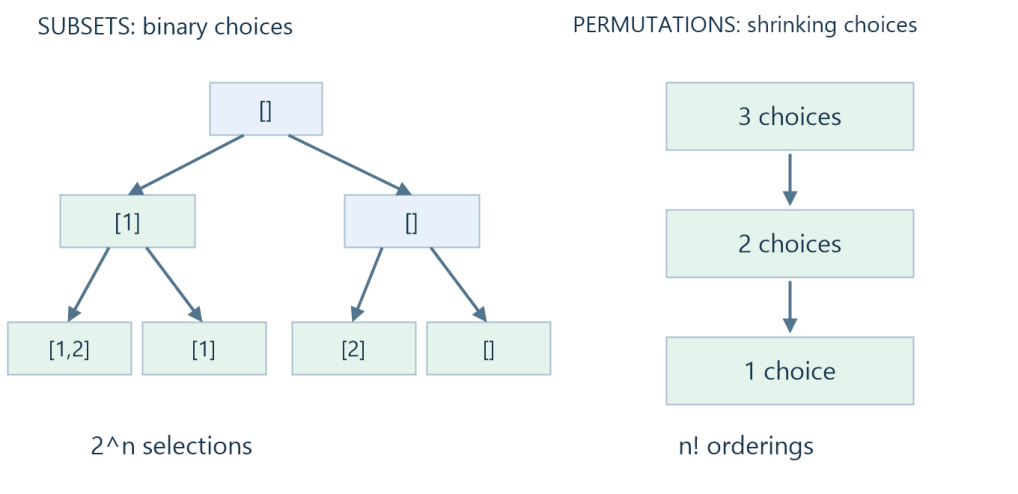 SUBSETS: binary choices
[]
[1]
[]
[1,2]
[1]
[2]
[]
2^n selections
PERMUTATIONS: shrinking choices
3 choices
2 choices
1 choice
n! orderings